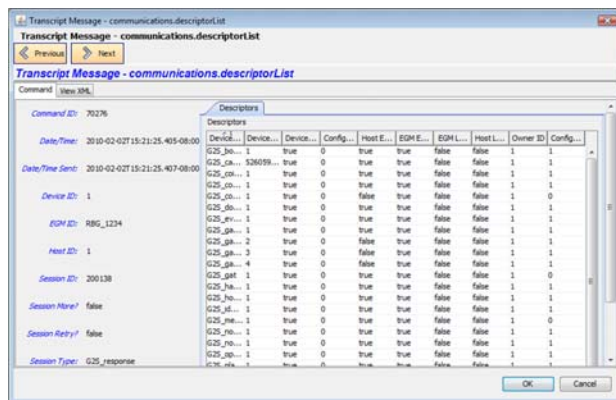 Transcript Message - communications.descriptorList
Transcript Message - communications.descriptorList
Previous Next
Transcript Message - communications.descriptorList
Command View XML
Command ID: 70276
Date/Time: 2010-02-02T15:21:25.405-08:00
Date/Time Sent: 2010-02-02T15:21:25.407-08:00
Device ID: 1
EGM ID: RBG_1234
Host ID: 1
Session ID: 200138
Session More? false
Session Retry? false
Session Type: G2S_response
Descriptors
Descriptors
Device... Device... Device... Config... Host E... EGM E... EGM L... Host L... Owner ID Config...
G2S_bo... 1 true 0 true true false false 1 1
G2S_ca... 526059... true 0 true true false false 1 1
G2S_coi... 1 true 0 true true false false 1 1
G2S_co... 1 true 0 true true false false 1 1
G2S_co... 1 true 0 false true false false 1 0
G2S_do... 1 true 0 true true false false 1 1
G2S_ev... 1 true 0 true true false false 1 1
G2S_ga... 1 true 0 true true false false 1 1
G2S_ga... 2 true 0 false true false false 1 1
G2S_ga... 3 true 0 false true false false 1 1
G2S_ga... 4 true 0 false true false false 1 1
G2S_gat 1 true 0 true true false false 1 0
G2S_ha... 1 true 0 true true false false 1 1
G2S_ho... 1 true 0 true true false false 1 1
G2S_id... 1 true 0 true true false false 1 1
G2S_me... 1 true 0 true true false false 1 0
G2S_no... 1 true 0 true true false false 1 1
G2S_no... 1 true 0 true true false false 1 1
G2S_op... 1 true 0 true true false false 1 1
OK Cancel